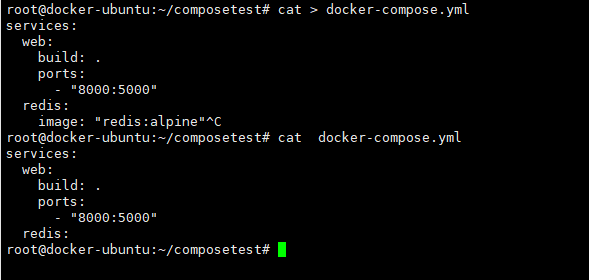 root@docker-ubuntu:~/composetest# cat > docker-compose.yml
services:
  web:
    build: .
    ports:
      - "8000:5000"
  redis:
    image: "redis:alpine"^C
root@docker-ubuntu:~/composetest# cat  docker-compose.yml
services:
  web:
    build: .
    ports:
      - "8000:5000"
  redis:
root@docker-ubuntu:~/composetest#